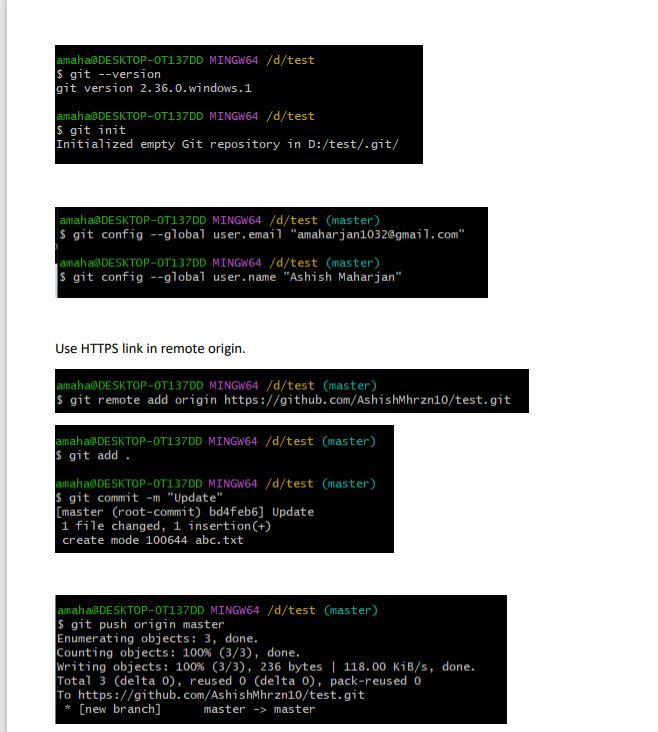 amaha@DESKTOP-OT137DD MINGW64 /d/test
$ git --version
git version 2.36.0.windows.1
amaha@DESKTOP-OT137DD MINGW64 /d/test
$ git init
Initialized empty Git repository in D:/test/.git/
amaha@DESKTOP-OT137DD MINGW64 /d/test (master)
$ git config --global user.email "amaharjan1032@gmail.com"
amaha@DESKTOP-OT137DD MINGW64 /d/test (master)
$ git config --global user.name "Ashish Maharjan"
Use HTTPS link in remote origin.
amaha@DESKTOP-OT137DD MINGW64 /d/test (master)
$ git remote add origin https://github.com/AshishMhrzn10/test.git
amaha@DESKTOP-OT137DD MINGW64 /d/test (master)
$ git add .
amaha@DESKTOP-OT137DD MINGW64 /d/test (master)
$ git commit -m "Update"
[master (root-commit) bd4feb6] Update
1 file changed, 1 insertion(+)
create mode 100644 abc.txt
amaha@DESKTOP-OT137DD MINGW64 /d/test (master)
$ git push origin master
Enumerating objects: 3, done.
Counting objects: 100% (3/3), done.
Writing objects: 100% (3/3), 236 bytes | 118.00 KiB/s, done.
Total 3 (delta 0), reused 0 (delta 0), pack-reused 0
To https://github.com/AshishMhrzn10/test.git
* [new branch] master -> master